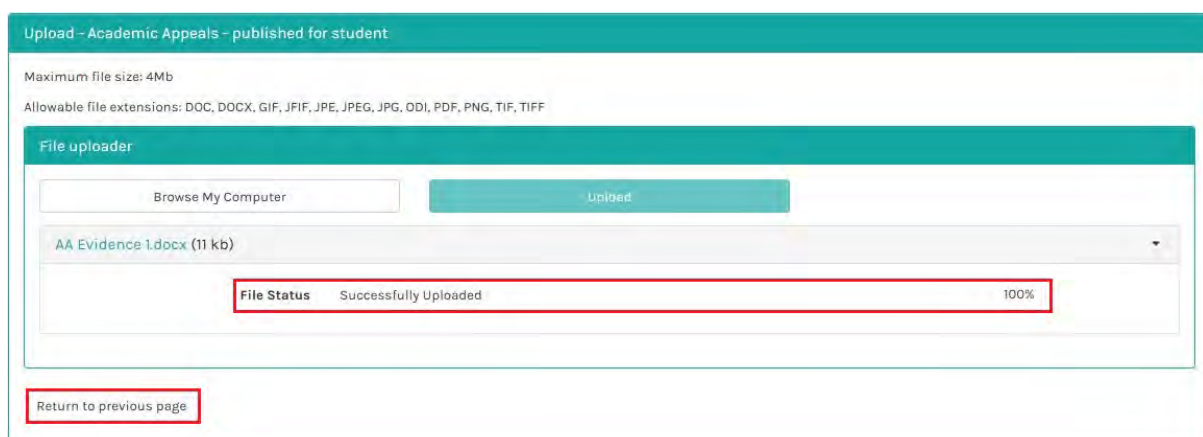 Upload - Academic Appeals - published for student
Maximum file size: 4Mb
Allowable file extensions: DOC, DOCX, GIF, JFIF, JPE, JPEG, JPG, ODI, PDF, PNG, TIF, TIFF
File uploader
Browse My Computer Upload
AA Evidence 1.docx (11 kb)
File Status Successfully Uploaded 100%
Return to previous page